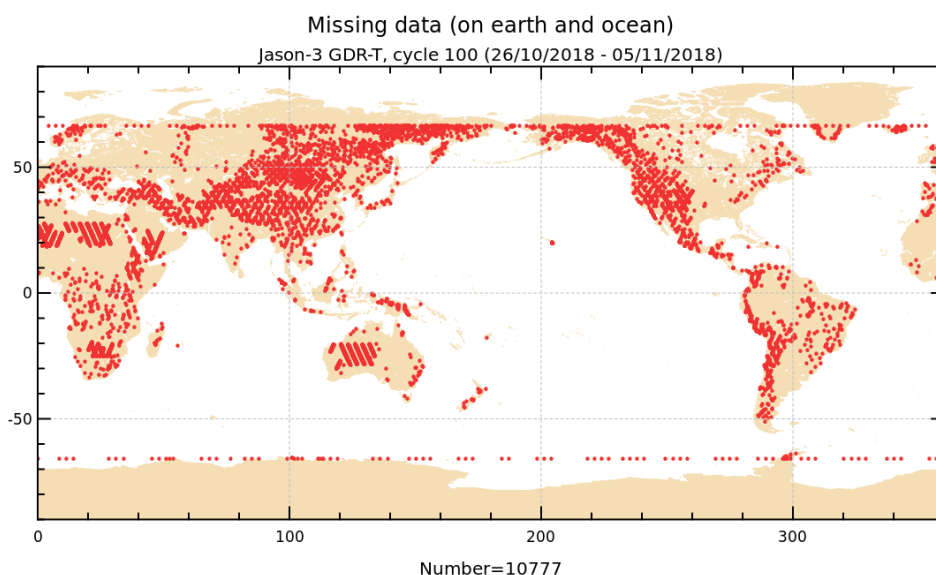 Missing data (on earth and ocean)
Jason-3 GDR-T, cycle 100 (26/10/2018 - 05/11/2018)
50
0
-50
0 100 200 300
Number=10777